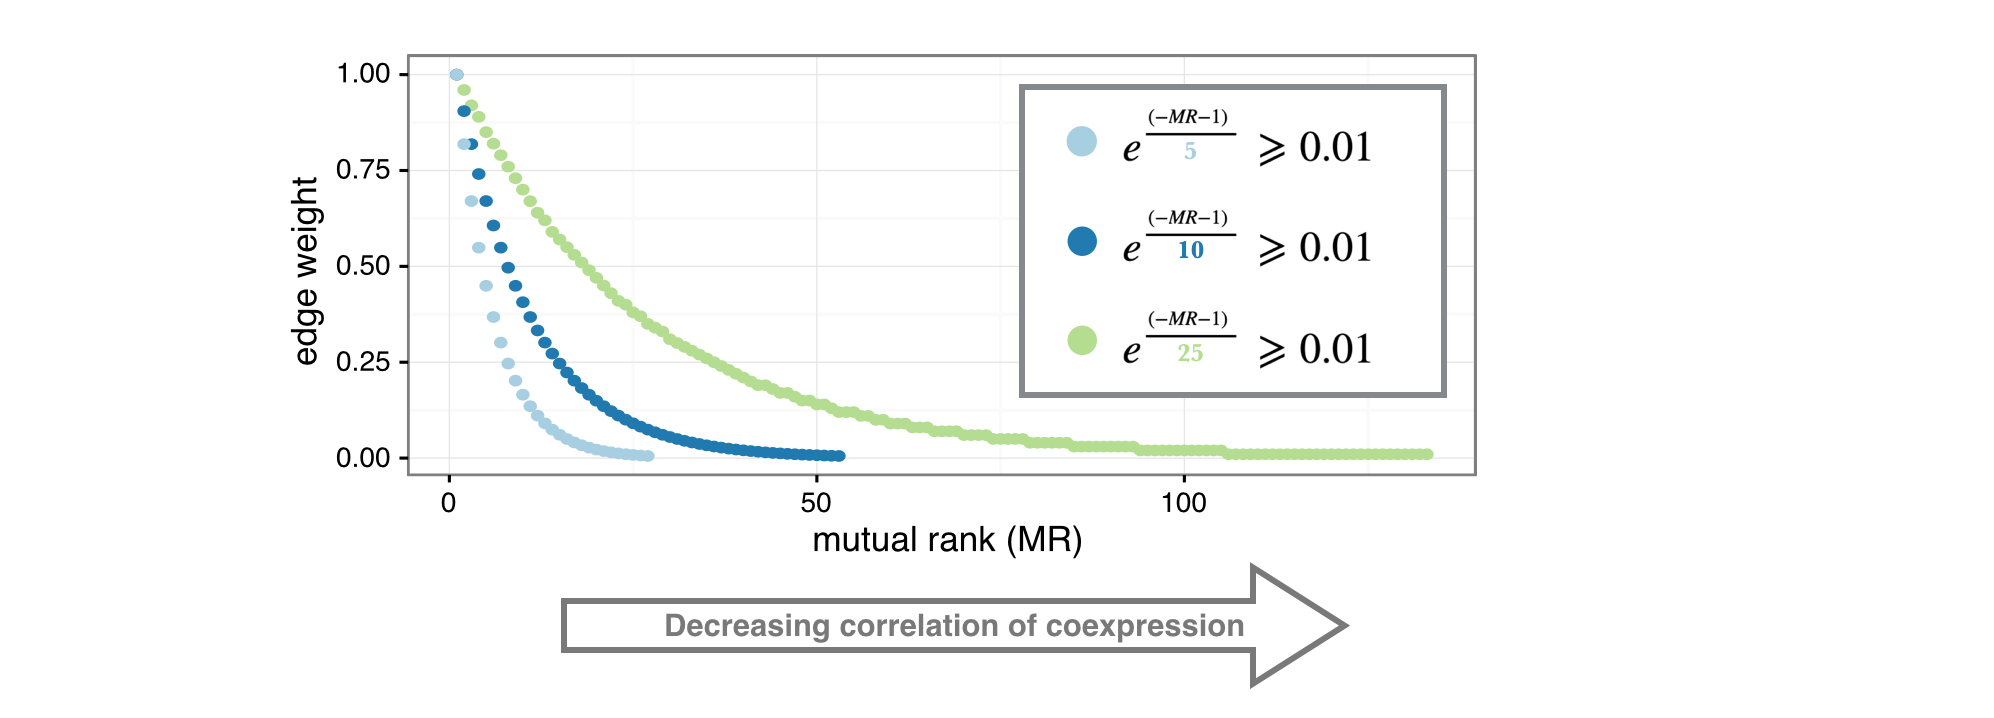 1.00
0.75
0.50
0.25
0.00
edge weight
0
50
100
mutual rank (MR)
e^((−MR−1)/5) ⩾ 0.01
e^((−MR−1)/10) ⩾ 0.01
e^((−MR−1)/25) ⩾ 0.01
Decreasing correlation of coexpression